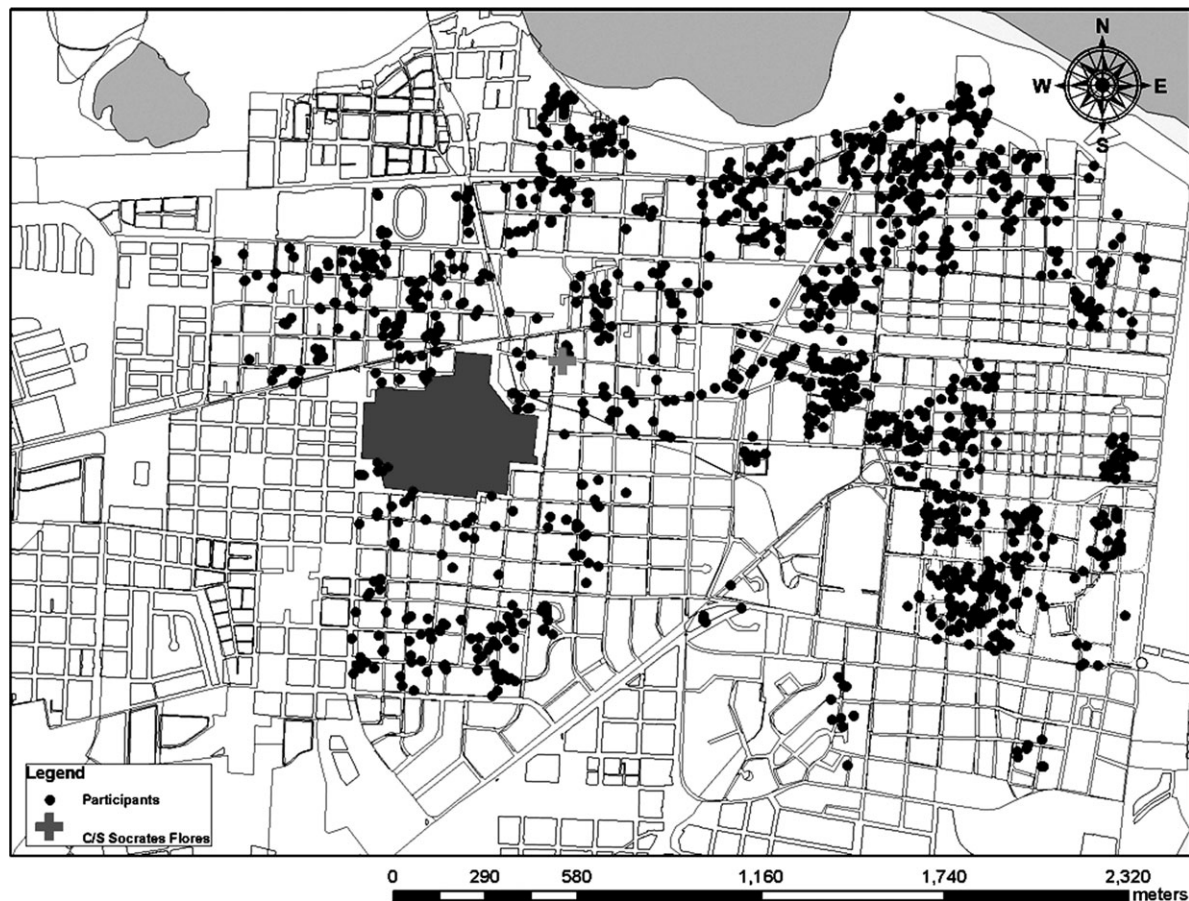 N
W E
S
Legend
Participants
C/S Socrates Flores
0 290 580 1,160 1,740 2,320
meters